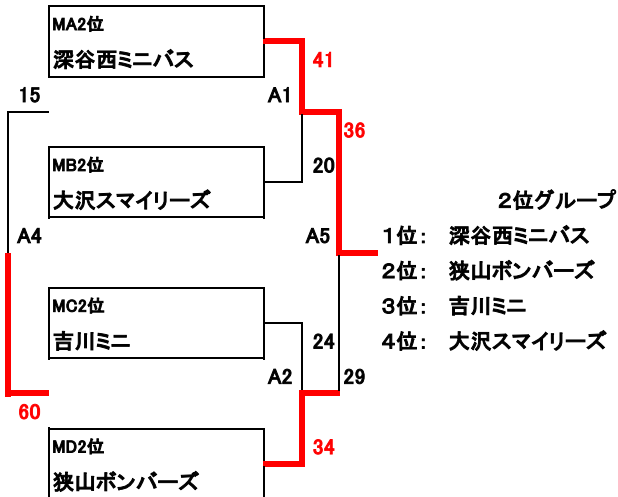 MA2位
深谷西ミニバス
41
15
A1
36
MB2位
20
大沢スマイリーズ
2位グループ
A4
A5
1位： 深谷西ミニバス
2位： 狭山ボンバーズ
MC2位
3位： 吉川ミニ
吉川ミニ
24
4位： 大沢スマイリーズ
A2
29
60
MD2位
34
狭山ボンバーズ